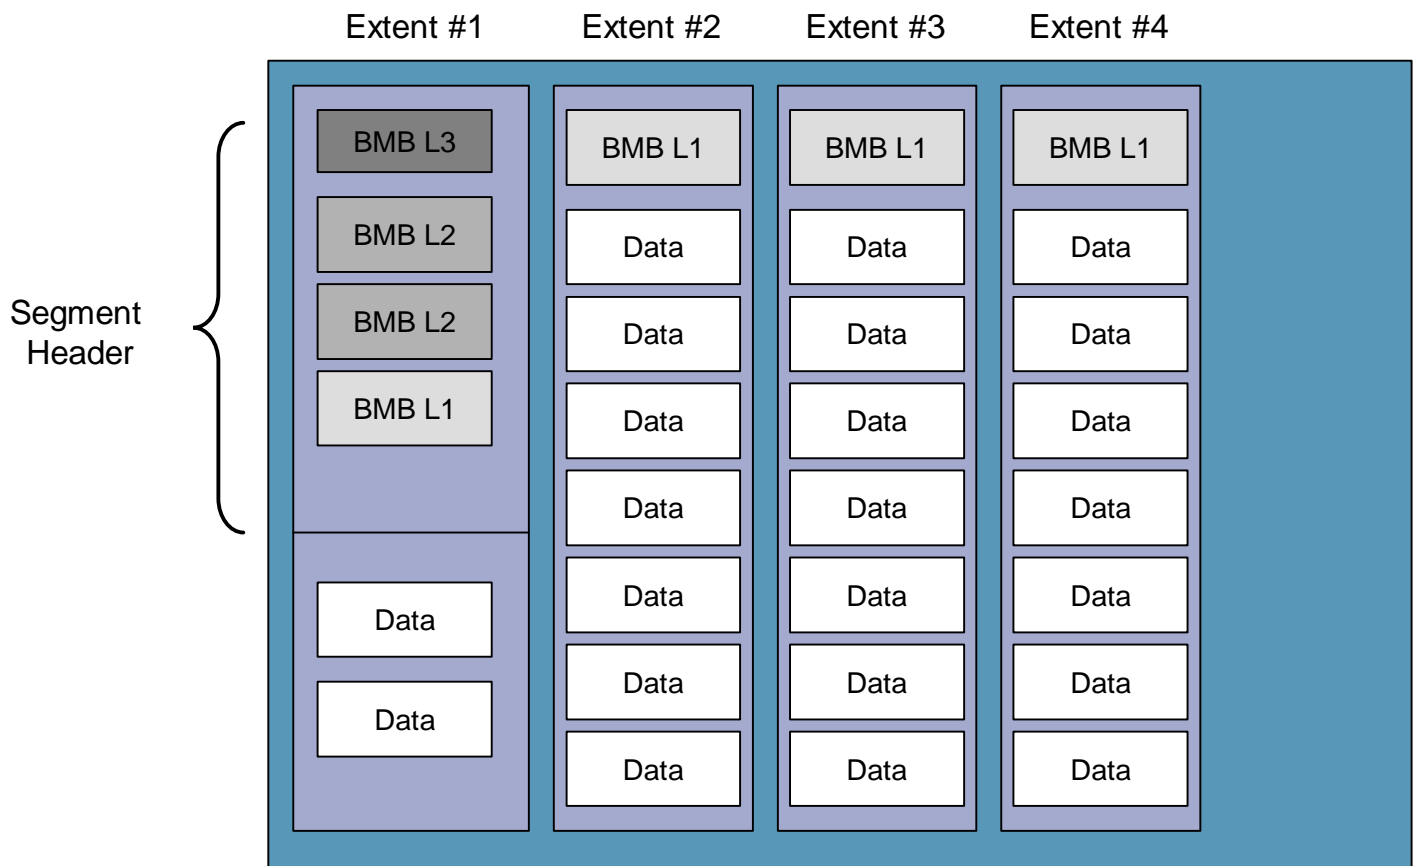 Extent #1 Extent #2 Extent #3 Extent #4
BMB L3 BMB L1 BMB L1 BMB L1
BMB L2 Data Data Data
BMB L2 Data Data Data
Segment
Header
BMB L1 Data Data Data
Data Data Data
Data Data Data Data
Data Data Data Data
Data Data Data